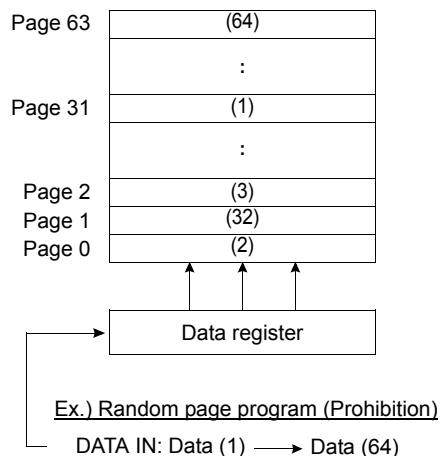 Page 63 (64)
:
Page 31 (1)
:
Page 2 (3)
Page 1 (32)
Page 0 (2)
Data register
Ex.) Random page program (Prohibition)
DATA IN: Data (1) Data (64)